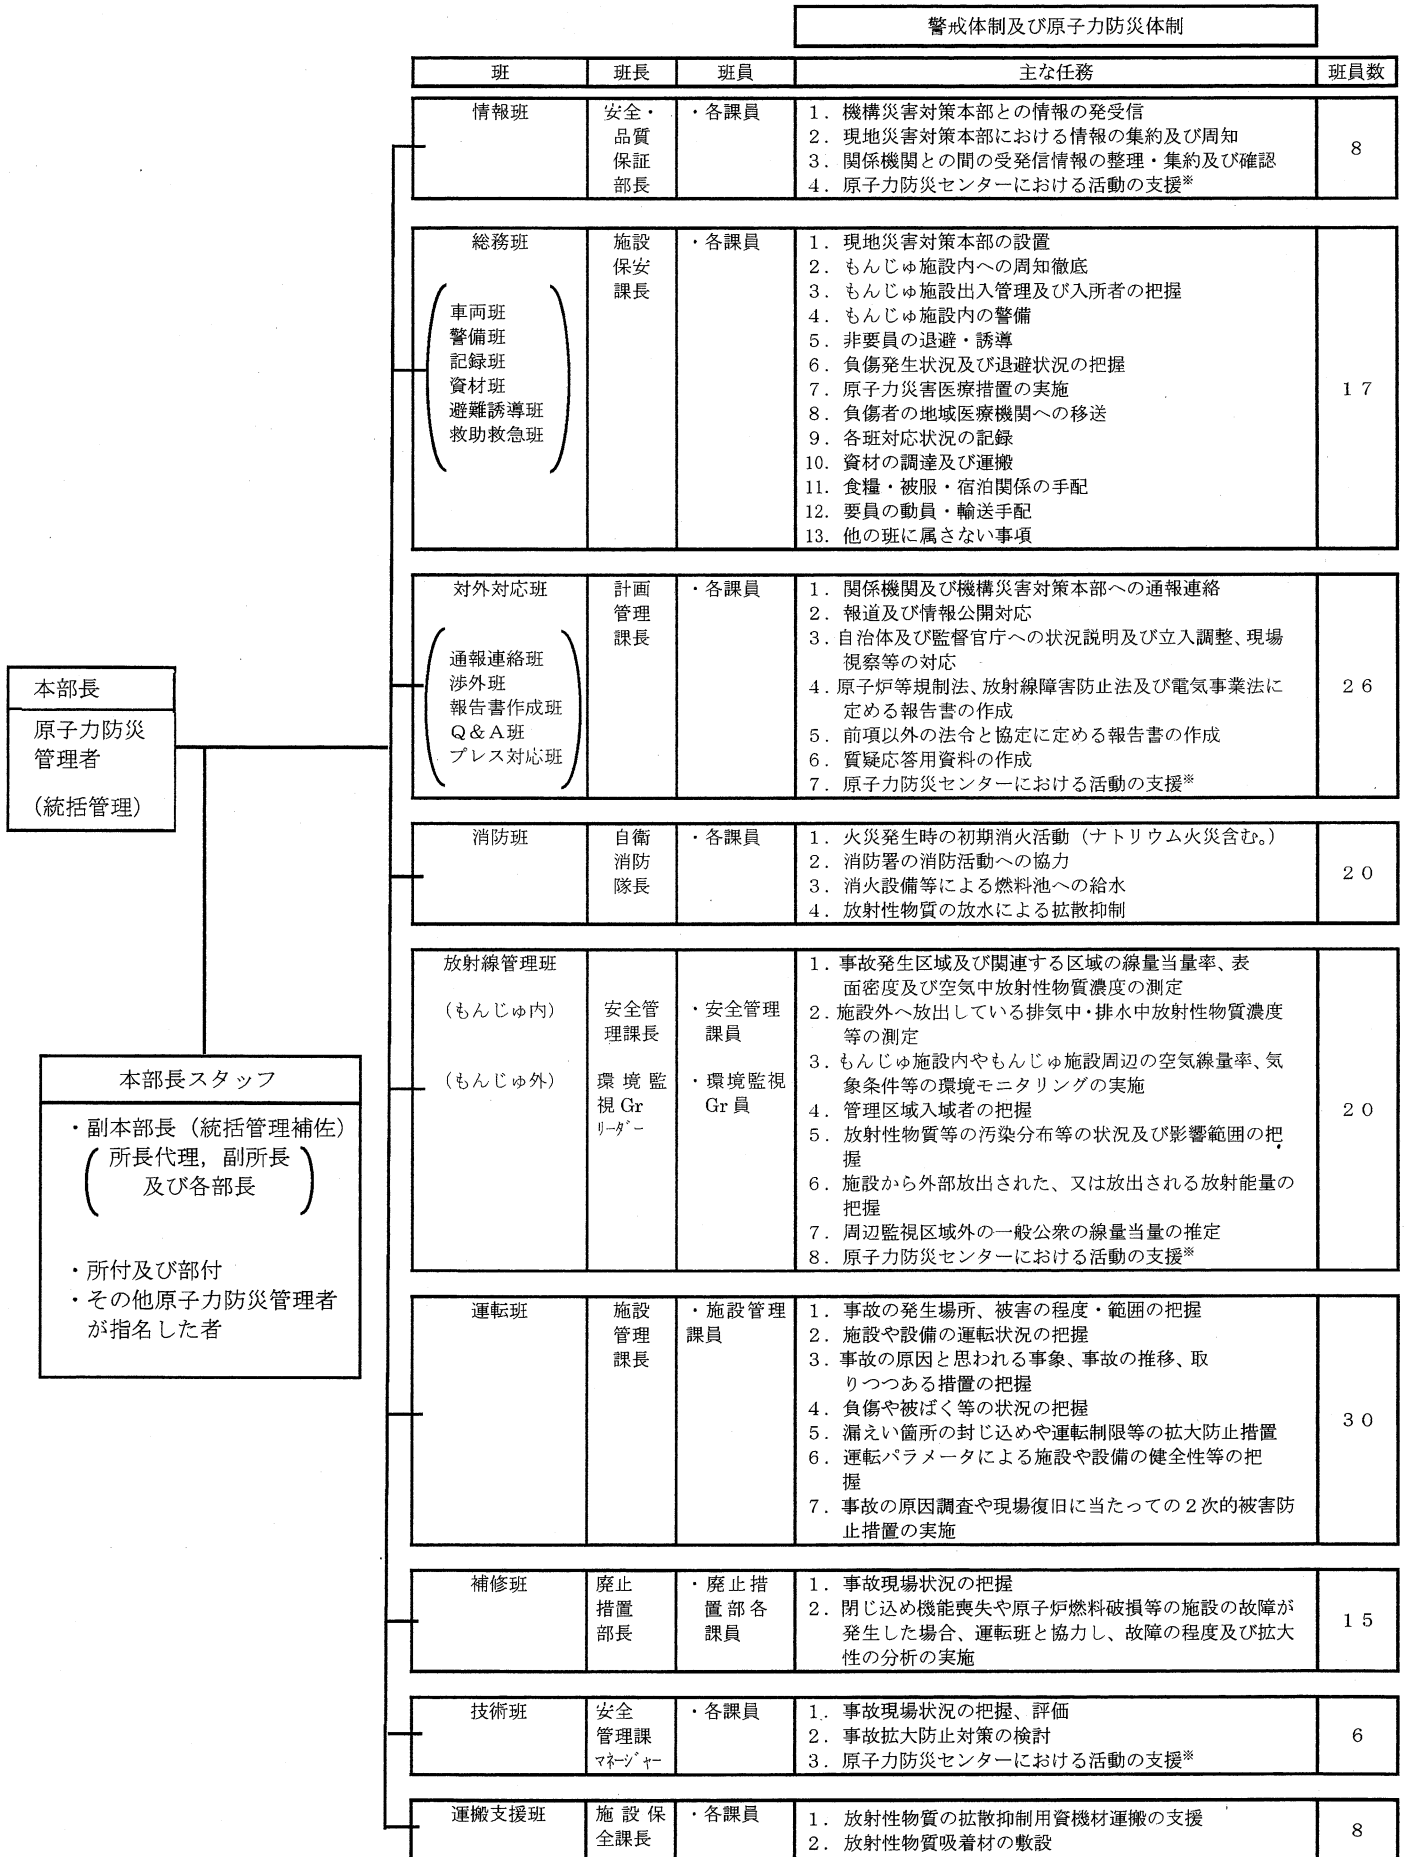 警戒体制及び原子力防災体制
班 班長 班員 主な任務 班員数
情報班
安全・
品質
保証
部長
・各課員
1. 機構災害対策本部との情報の発受信
2. 現地災害対策本部における情報の集約及び周知
3. 関係機関との間の受発信情報の整理・集約及び確認
4. 原子力防災センターにおける活動の支援※
8
総務班
車両班
警備班
記録班
資材班
避難誘導班
救助救急班
施設
保安
課長
・各課員
1. 現地災害対策本部の設置
2. もんじゅ施設内への周知徹底
3. もんじゅ施設出入管理及び入所者の把握
4. もんじゅ施設内の警備
5. 非要員の退避・誘導
6. 負傷発生状況及び退避状況の把握
7. 原子力災害医療措置の実施
8. 負傷者の地域医療機関への移送
9. 各班対応状況の記録
10. 資材の調達及び運搬
11. 食糧・被服・宿泊関係の手配
12. 要員の動員・輸送手配
13. 他の班に属さない事項
17
対外対応班
通報連絡班
渉外班
報告書作成班
Q&A班
プレス対応班
計画
管理
課長
・各課員
1. 関係機関及び機構災害対策本部への通報連絡
2. 報道及び情報公開対応
3. 自治体及び監督官庁への状況説明及び立入調整、現場
視察等の対応
4. 原子炉等規制法、放射線障害防止法及び電気事業法に
定める報告書の作成
5. 前項以外の法令と協定に定める報告書の作成
6. 質疑応答用資料の作成
7. 原子力防災センターにおける活動の支援※
26
本部長
原子力防災
管理者
(統括管理)
消防班
自衛
消防
隊長
・各課員
1. 火災発生時の初期消火活動(ナトリウム火災含む。)
2. 消防署の消防活動への協力
3. 消火設備等による燃料池への給水
4. 放射性物質の放水による拡散抑制
20
放射線管理班
(もんじゅ内)
(もんじゅ外)
安全管
理課長
環境監
視Gr
リーダー
・安全管理
課員
・環境監視
Gr員
1. 事故発生区域及び関連する区域の線量当量率、表
面密度及び空気中放射性物質濃度の測定
2. 施設外へ放出している排気中・排水中放射性物質濃度
等の測定
3. もんじゅ施設内やもんじゅ施設周辺の空気線量率、気
象条件等の環境モニタリングの実施
4. 管理区域入域者の把握
5. 放射性物質等の汚染分布等の状況及び影響範囲の把
握
6. 施設から外部放出された、又は放出される放射能量の
把握
7. 周辺監視区域外の一般公衆の線量当量の推定
8. 原子力防災センターにおける活動の支援※
20
本部長スタッフ
・副本部長(統括管理補佐)
所長代理,副所長
及び各部長
・所付及び部付
・その他原子力防災管理者
が指名した者
運転班
施設
管理
課長
・施設管理
課員
1. 事故の発生場所、被害の程度・範囲の把握
2. 施設や設備の運転状況の把握
3. 事故の原因と思われる事象、事故の推移、取
りつつある措置の把握
4. 負傷や被ばく等の状況の把握
5. 漏えい箇所の封じ込めや運転制限等の拡大防止措置
6. 運転パラメータによる施設や設備の健全性等の把
握
7. 事故の原因調査や現場復旧に当たっての2次的被害防
止措置の実施
30
補修班
廃止
措置
部長
・廃止措
置部各
課員
1. 事故現場状況の把握
2. 閉じ込め機能喪失や原子炉燃料破損等の施設の故障が
発生した場合、運転班と協力し、故障の程度及び拡大
性の分析の実施
15
技術班
安全
管理課
マネージャー
・各課員
1. 事故現場状況の把握、評価
2. 事故拡大防止対策の検討
3. 原子力防災センターにおける活動の支援※
6
運搬支援班
施設保
全課長
・各課員
1. 放射性物質の拡散抑制用資機材運搬の支援
2. 放射性物質吸着材の敷設
8